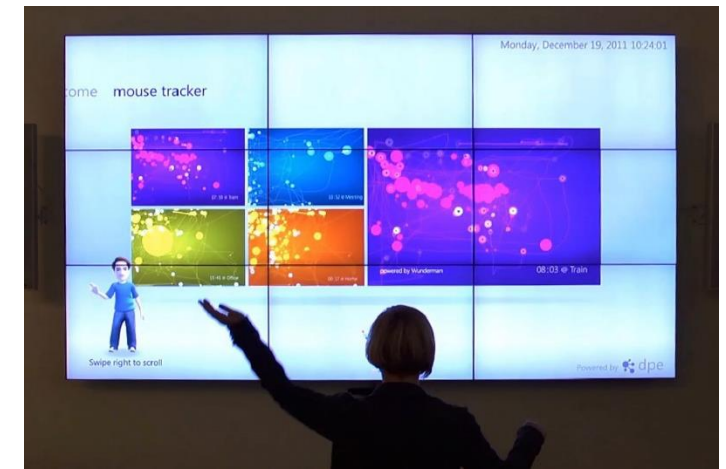 Monday, December 19, 2011 10:24:01
come mouse tracker
powered by Wunderman
08:03 @ Train
Swipe right to scroll
Powered by dpe